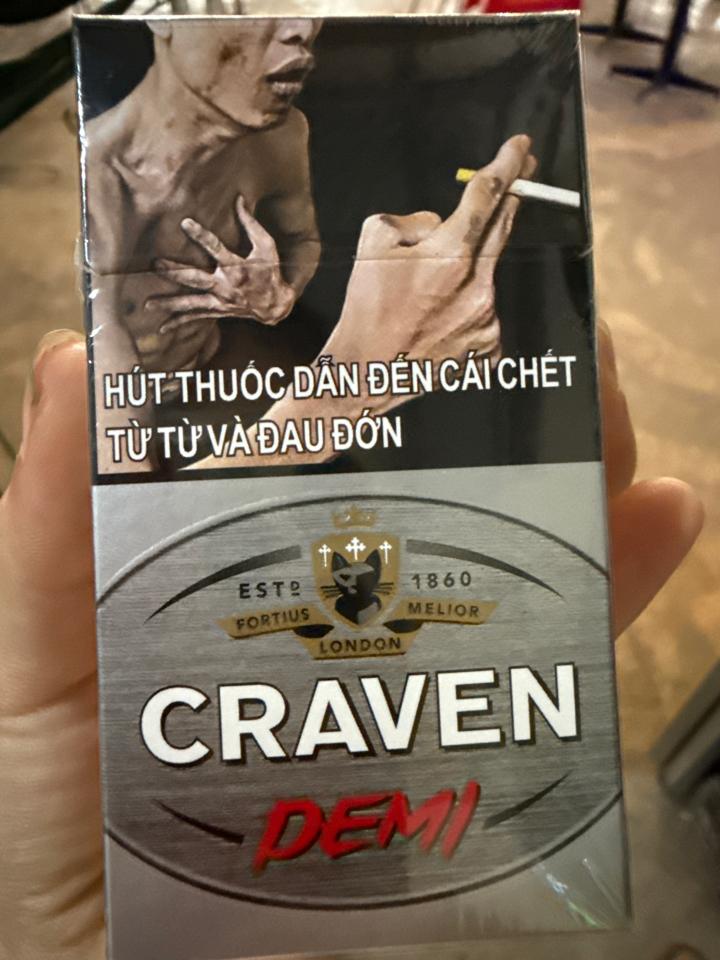 HÚT THUỐC DẪN ĐẾN CÁI CHẾT
TỪ TỪ VÀ ĐAU ĐỚN
ESTD 1860
FORTIUS MELIOR
LONDON
CRAVEN
DEMI